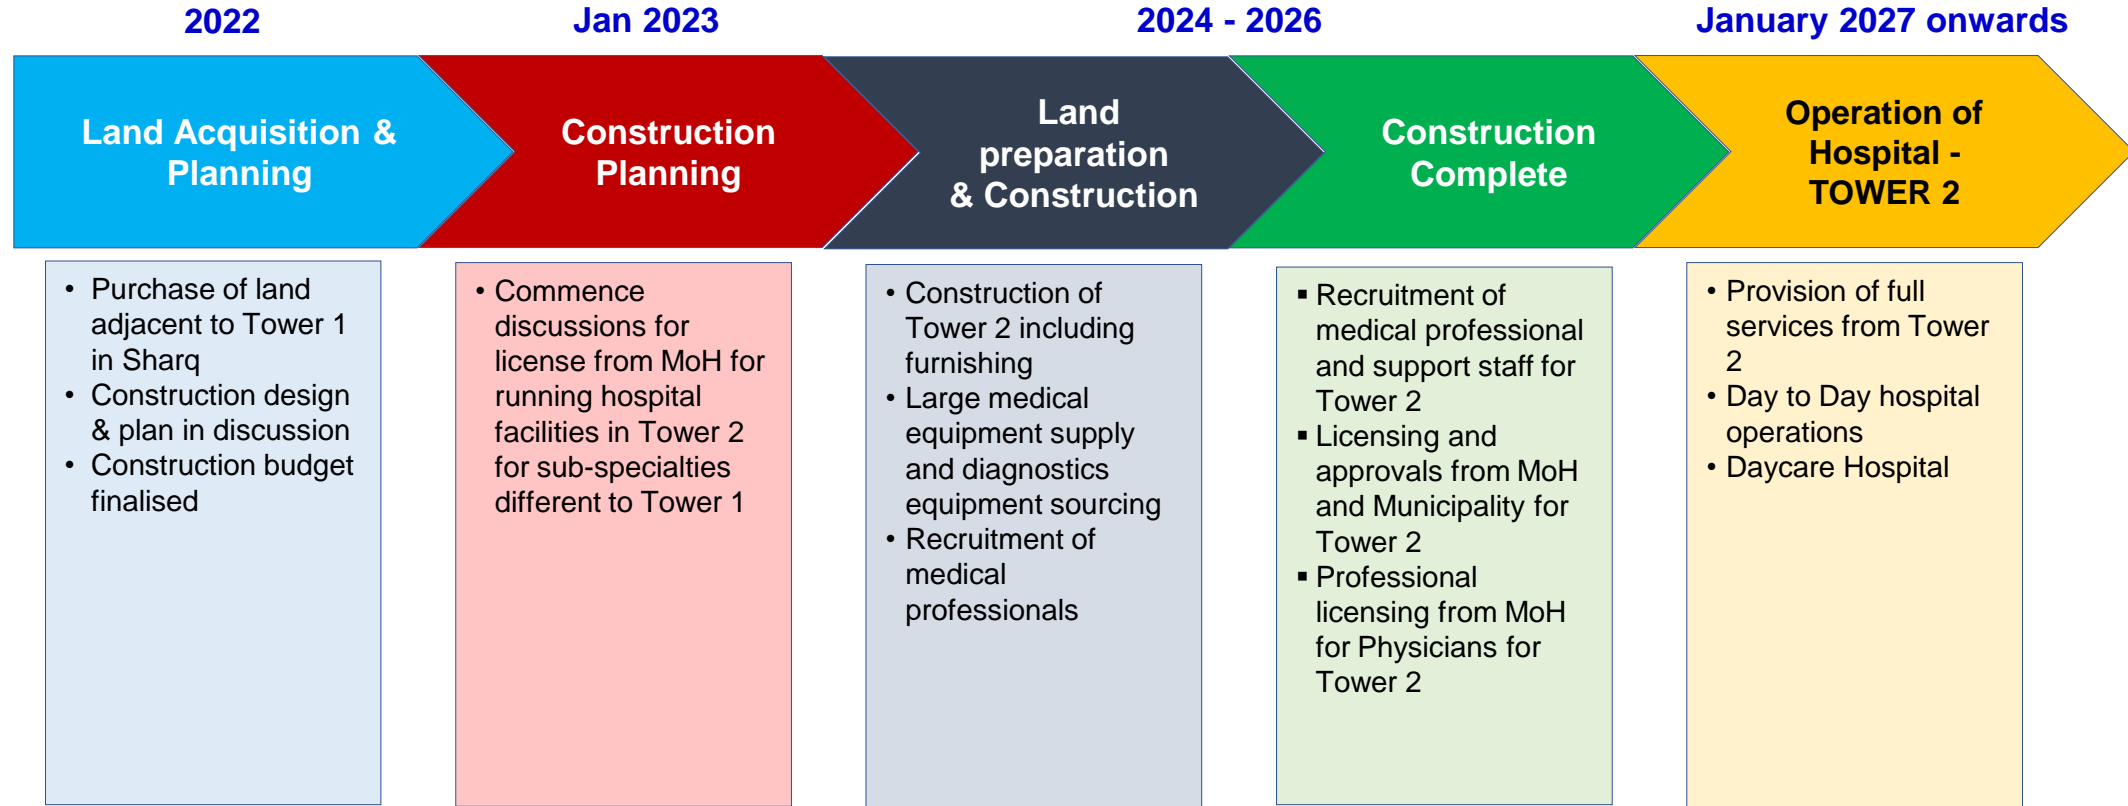 2022
Jan 2023
2024 - 2026
January 2027 onwards
Land Acquisition &
Planning
Construction
Planning
Land
preparation
& Construction
Construction
Complete
Operation of
Hospital -
TOWER 2
• Purchase of land
adjacent to Tower 1
in Sharq
• Construction design
& plan in discussion
• Construction budget
finalised
• Commence
discussions for
license from MoH for
running hospital
facilities in Tower 2
for sub-specialties
different to Tower 1
• Construction of
Tower 2 including
furnishing
• Large medical
equipment supply
and diagnostics
equipment sourcing
• Recruitment of
medical
professionals
▪ Recruitment of
medical professional
and support staff for
Tower 2
▪ Licensing and
approvals from MoH
and Municipality for
Tower 2
▪ Professional
licensing from MoH
for Physicians for
Tower 2
• Provision of full
services from Tower
2
• Day to Day hospital
operations
• Daycare Hospital